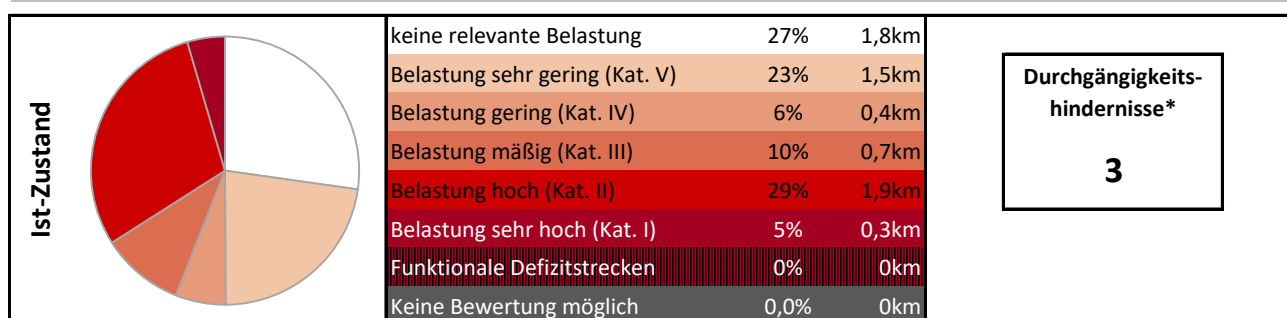 Ist-Zustand
keine relevante Belastung 27% 1,8km
Belastung sehr gering (Kat. V) 23% 1,5km
Belastung gering (Kat. IV) 6% 0,4km
Belastung mäßig (Kat. III) 10% 0,7km
Belastung hoch (Kat. II) 29% 1,9km
Belastung sehr hoch (Kat. I) 5% 0,3km
Funktionale Defizitstrecken 0% 0km
Keine Bewertung möglich 0,0% 0km
Durchgängigkeits-
hindernisse*
3